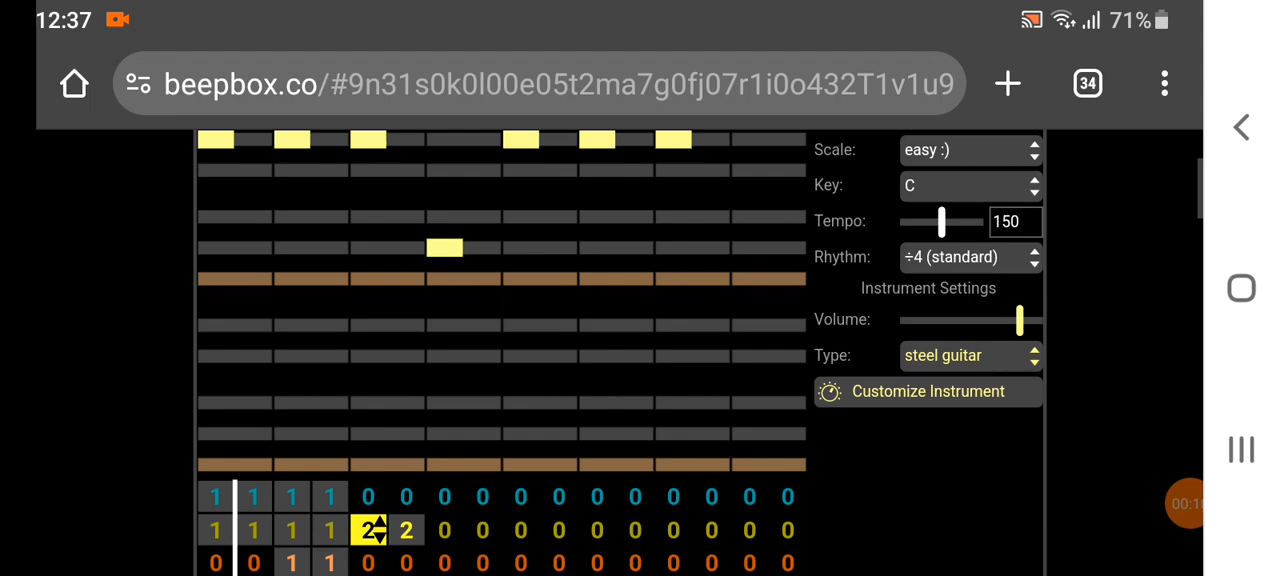 12:37 71%
beepbox.co/#9n31s0k0l00e05t2ma7g0fj07r1i0o432T1v1u9 34
Scale: easy :)
Key: C
Tempo: 150
Rhythm: ÷4 (standard)
Instrument Settings
Volume:
Type: steel guitar
Customize Instrument
1 1 1 1 0 0 0 0 0 0 0 0 0 0 0 0
1 1 1 1 2 2 0 0 0 0 0 0 0 0 0 0
0 0 1 1 0 0 0 0 0 0 0 0 0 0 0 0